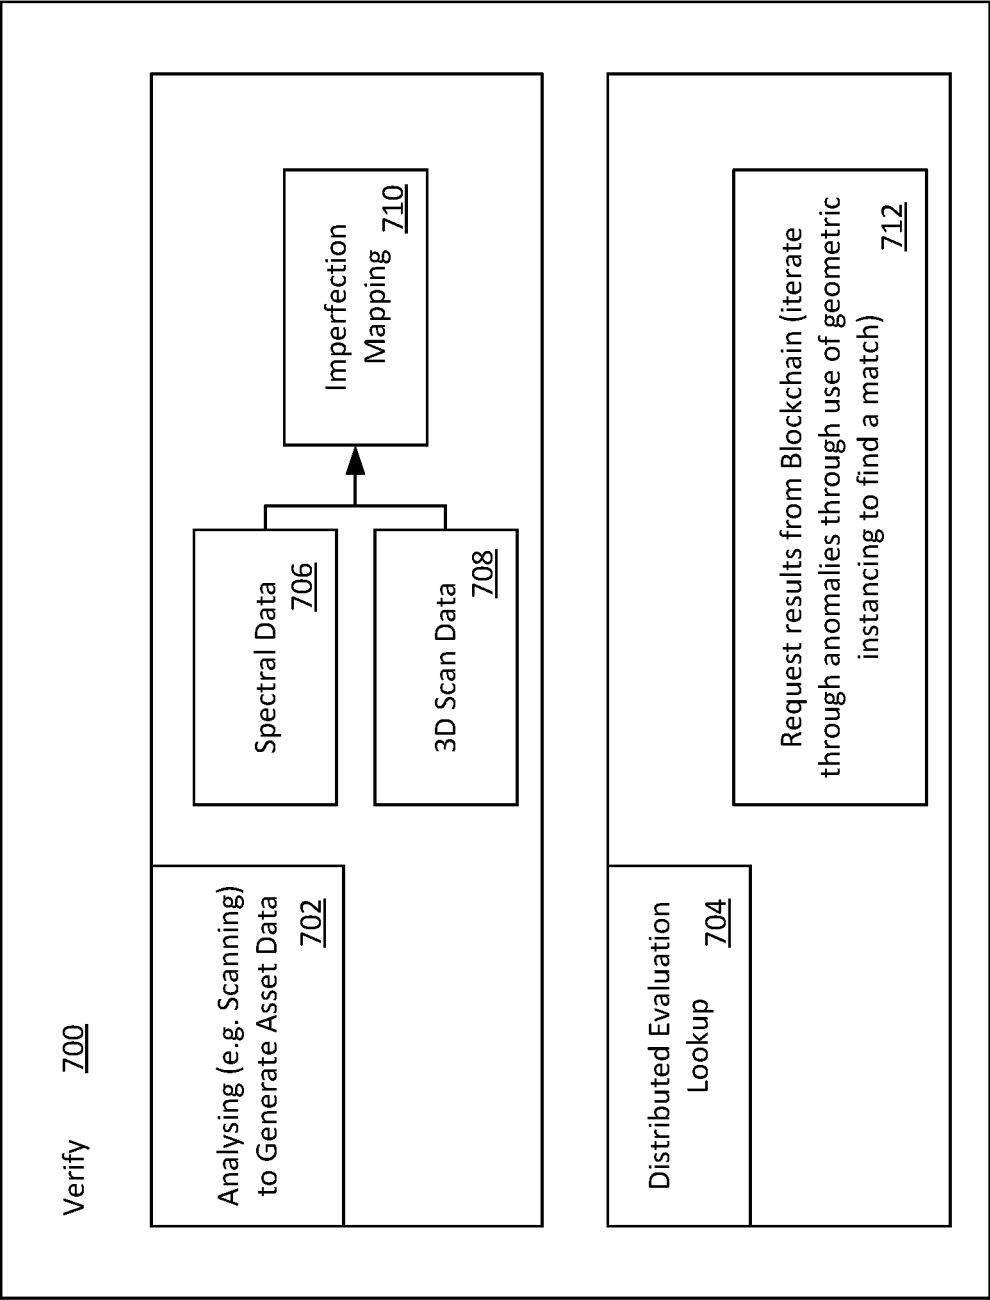 Verify 700
Analysing (e.g. Scanning)
to Generate Asset Data
702
Spectral Data
706
3D Scan Data
708
Imperfection
Mapping
710
Distributed Evaluation
Lookup
704
Request results from Blockchain (iterate
through anomalies through use of geometric
instancing to find a match)
712